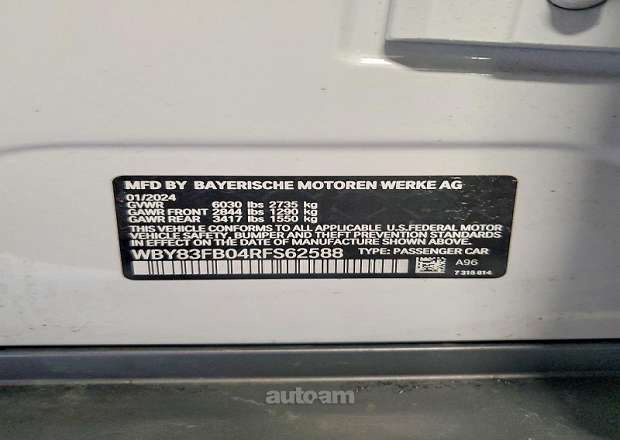 MFD BY BAYERISCHE MOTOREN WERKE AG
01/2024
GVWR 6030 lbs 2735 kg
GAWR FRONT 2844 lbs 1290 kg
GAWR REAR 3417 lbs 1550 kg
THIS VEHICLE CONFORMS TO ALL APPLICABLE U.S.FEDERAL MOTOR
VEHICLE SAFETY, BUMPER AND THEFT PREVENTION STANDARDS
IN EFFECT ON THE DATE OF MANUFACTURE SHOWN ABOVE.
WBY83FB04RFS62588 TYPE: PASSENGER CAR
A96
7 318 614
autoam